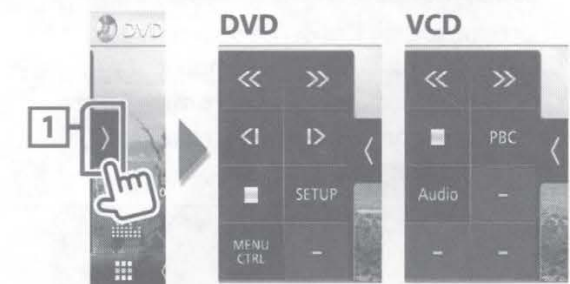 DVD
1
DVD
<< >>
<I I>
■ SETUP
MENU
CTRL –
VCD
<< >>
■ PBC
Audio –
– –